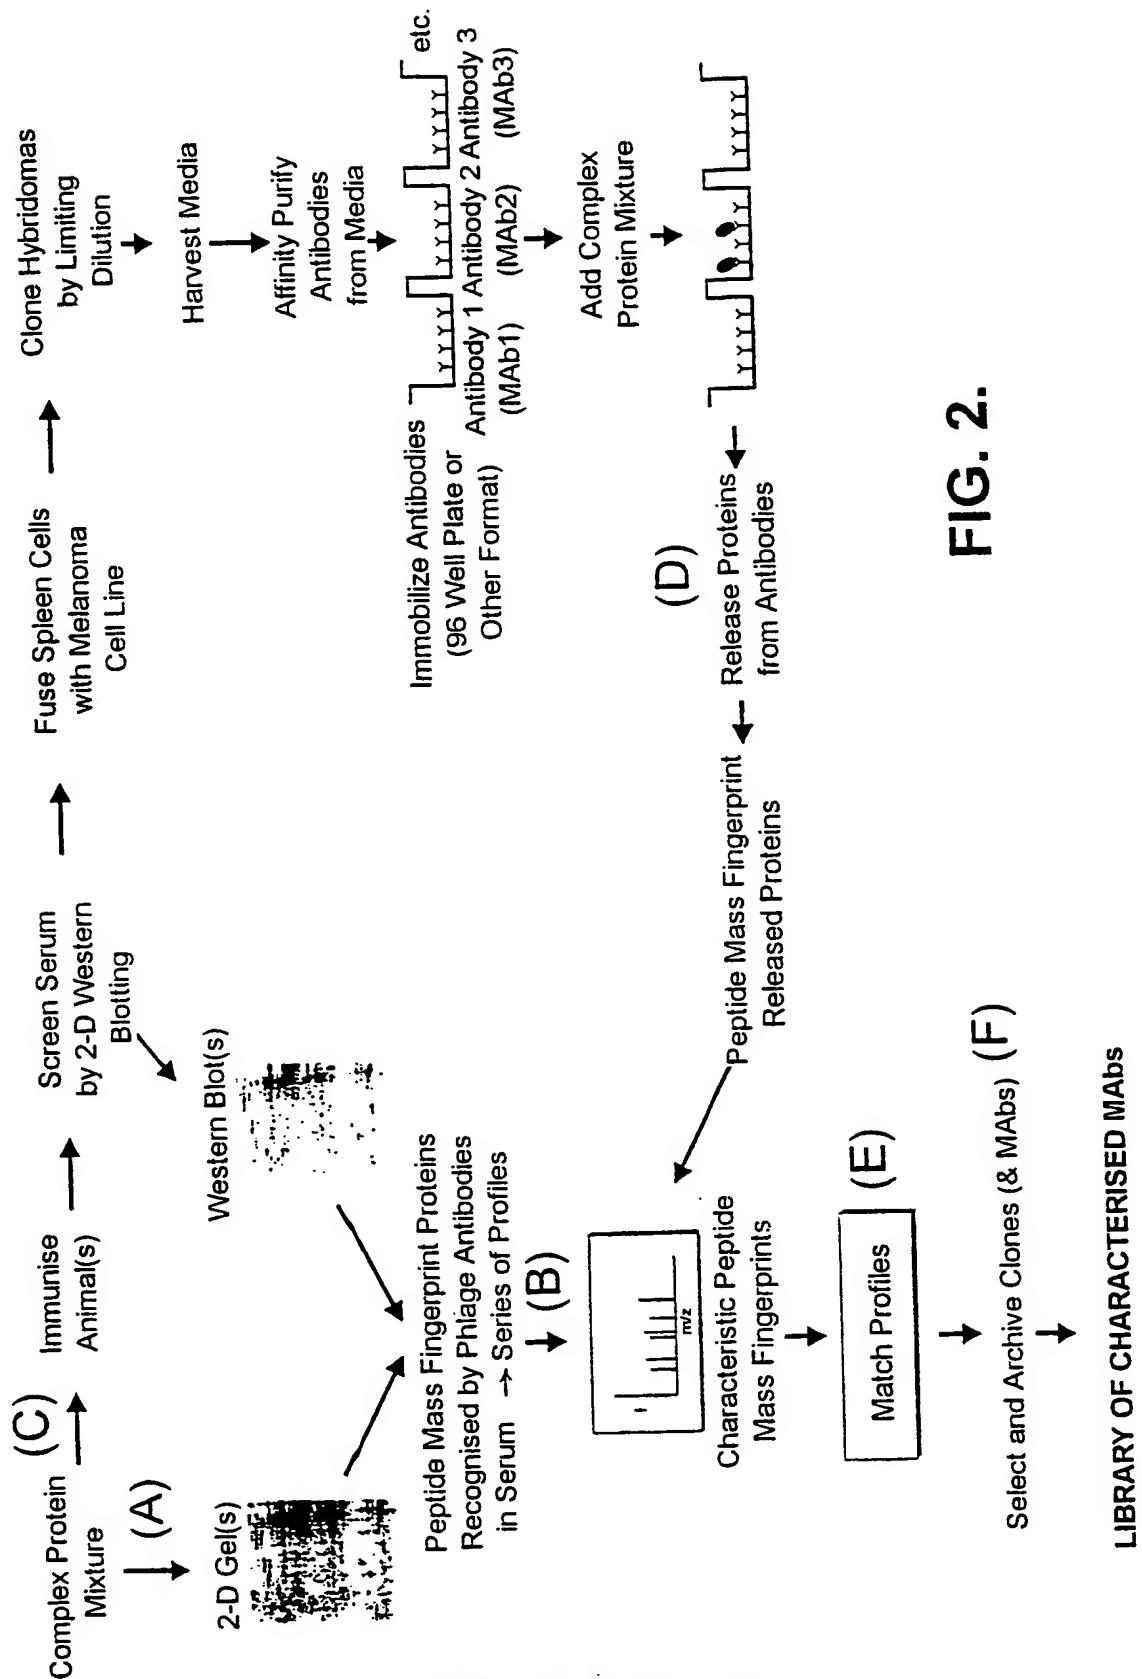 Complex Protein
Mixture
(C)
Immunise
Animal(s)
Screen Serum
by 2-D Western
Blotting
Fuse Spleen Cells
with Melanoma
Cell Line
Clone Hybridomas
by Limiting
Dilution
(A)
2-D Gel(s)
Western Blot(s)
Harvest Media
Affinity Purify
Antibodies
from Media
Peptide Mass Fingerprint Proteins
Recognised by Phlage Antibodies
in Serum → Series of Profiles
(B)
Immobilize Antibodies
(96 Well Plate or
Other Format)
etc.
Antibody 1 Antibody 2 Antibody 3
(MAb1) (MAb2) (MAb3)
Add Complex
Protein Mixture
(D)
Release Proteins
from Antibodies
Peptide Mass Fingerprint
Released Proteins
m/z
Characteristic Peptide
Mass Fingerprints
Match Profiles
(E)
Select and Archive Clones (& MAbs)
(F)
LIBRARY OF CHARACTERISED MAbs
FIG. 2.